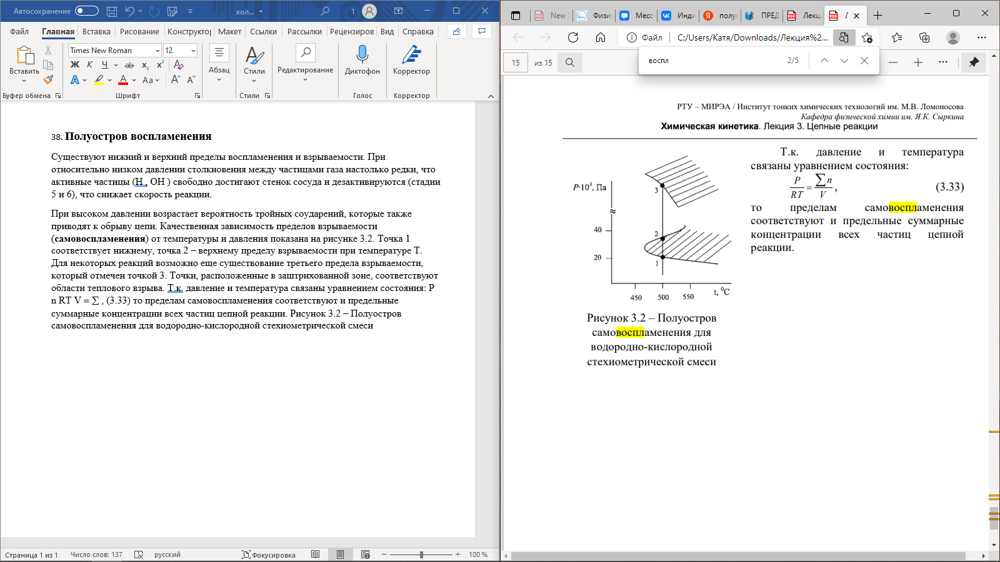 Автосохранение
кол...
1
Файл Главная Вставка Рисование Конструктор Макет Ссылки Рассылки Рецензиров Вид Справка
Вставить
Буфер обмена
Times New Roman 12
Ж К Ч ab x₂ x² A
A A Aa A A
Шрифт
Абзац
Стили
Стили
Редактирование
Диктофон
Голос
Корректор
Корректор
38. Полуостров воспламенения
Существуют нижний и верхний пределы воспламенения и взрываемости. При
относительно низком давлении столкновения между частицами газа настолько редки, что
активные частицы (H , OH ) свободно достигают стенок сосуда и дезактивируются (стадии
5 и 6), что снижает скорость реакции.
При высоком давлении возрастает вероятность тройных соударений, которые также
приводят к обрыву цепи. Качественная зависимость пределов взрываемости
(самовоспламенения) от температуры и давления показана на рисунке 3.2. Точка 1
соответствует нижнему, точка 2 – верхнему пределу взрываемости при температуре Т.
Для некоторых реакций возможно еще существование третьего предела взрываемости,
который отмечен точкой 3. Точки, расположенные в заштрихованной зоне, соответствуют
области теплового взрыва. Т.к. давление и температура связаны уравнением состояния: P
n RT V = ∑ , (3.33) то пределам самовоспламенения соответствуют и предельные
суммарные концентрации всех частиц цепной реакции. Рисунок 3.2 – Полуостров
самовоспламенения для водородно-кислородной стехиометрической смеси
Страница 1 из 1 Число слов: 137 русский Фокусировка 100 %
New T Физи Месс Инди полус ПРЕД Лекц Л
Файл C:/Users/Катя/Downloads/Лекция%2...
15 из 15
воспл 2/5
РТУ – МИРЭА / Институт тонких химических технологий им. М.В. Ломоносова
Кафедра физической химии им. Я.К. Сыркина
Химическая кинетика. Лекция 3. Цепные реакции
P·10³, Па
40
20
3
2
1
450 500 550 t, ⁰C
Рисунок 3.2 – Полуостров
самовоспламенения для
водородно-кислородной
стехиометрической смеси
Т.к. давление и температура
связаны уравнением состояния:
P/RT = ∑n/V , (3.33)
то пределам самовоспламенения
соответствуют и предельные суммарные
концентрации всех частиц цепной
реакции.